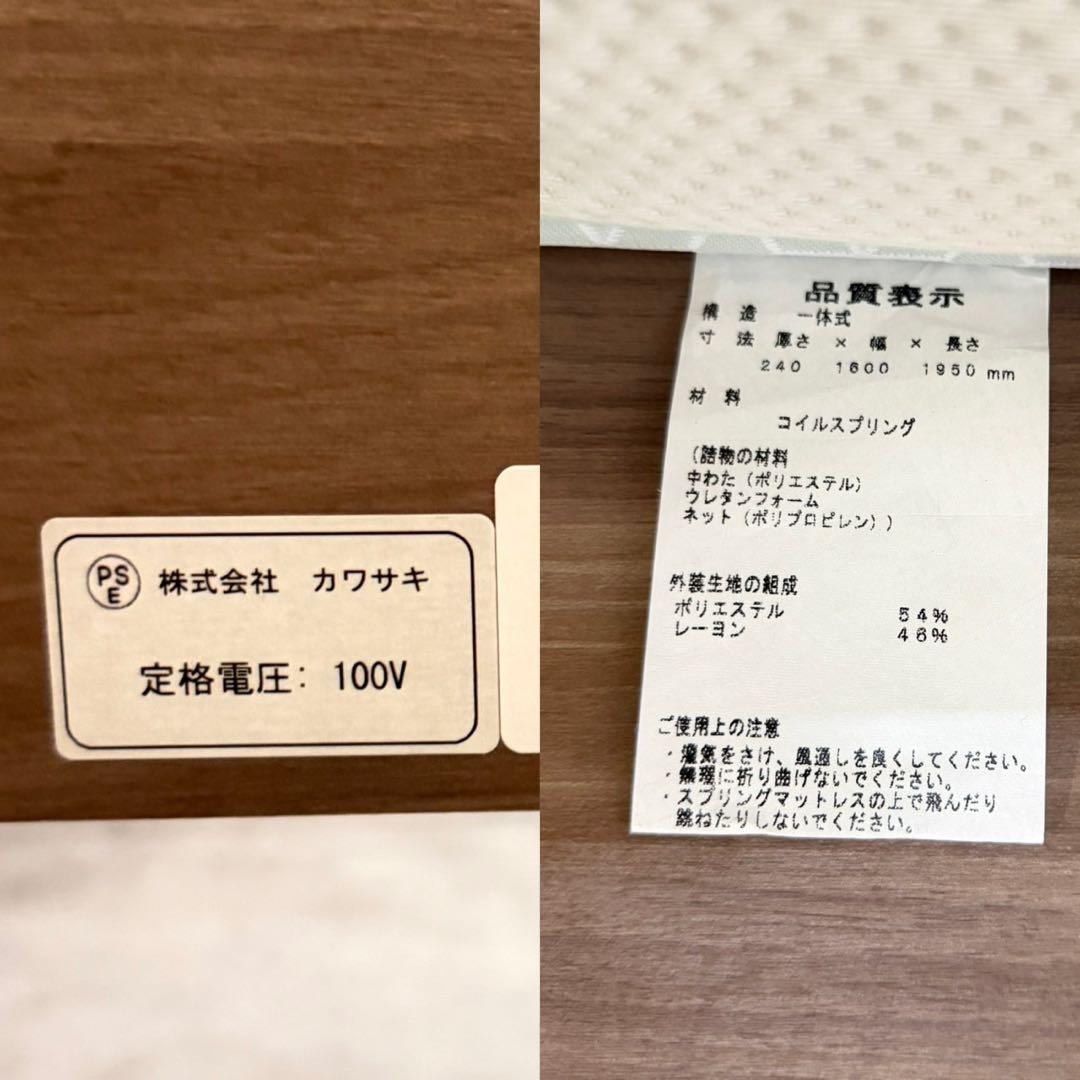 PSE 株式会社 カワサキ
定格電圧: 100V
品質表示
構造 一体式
寸法 厚さ × 幅 × 長さ
240 1600 1950 mm
材料
コイルスプリング
(詰物の材料
中わた(ポリエステル)
ウレタンフォーム
ネット(ポリプロピレン))
外装生地の組成
ポリエステル 54%
レーヨン 46%
ご使用上の注意
・湿気をさけ、風通しを良くしてください。
・無理に折り曲げないでください。
・スプリングマットレスの上で飛んだり
跳ねたりしないでください。